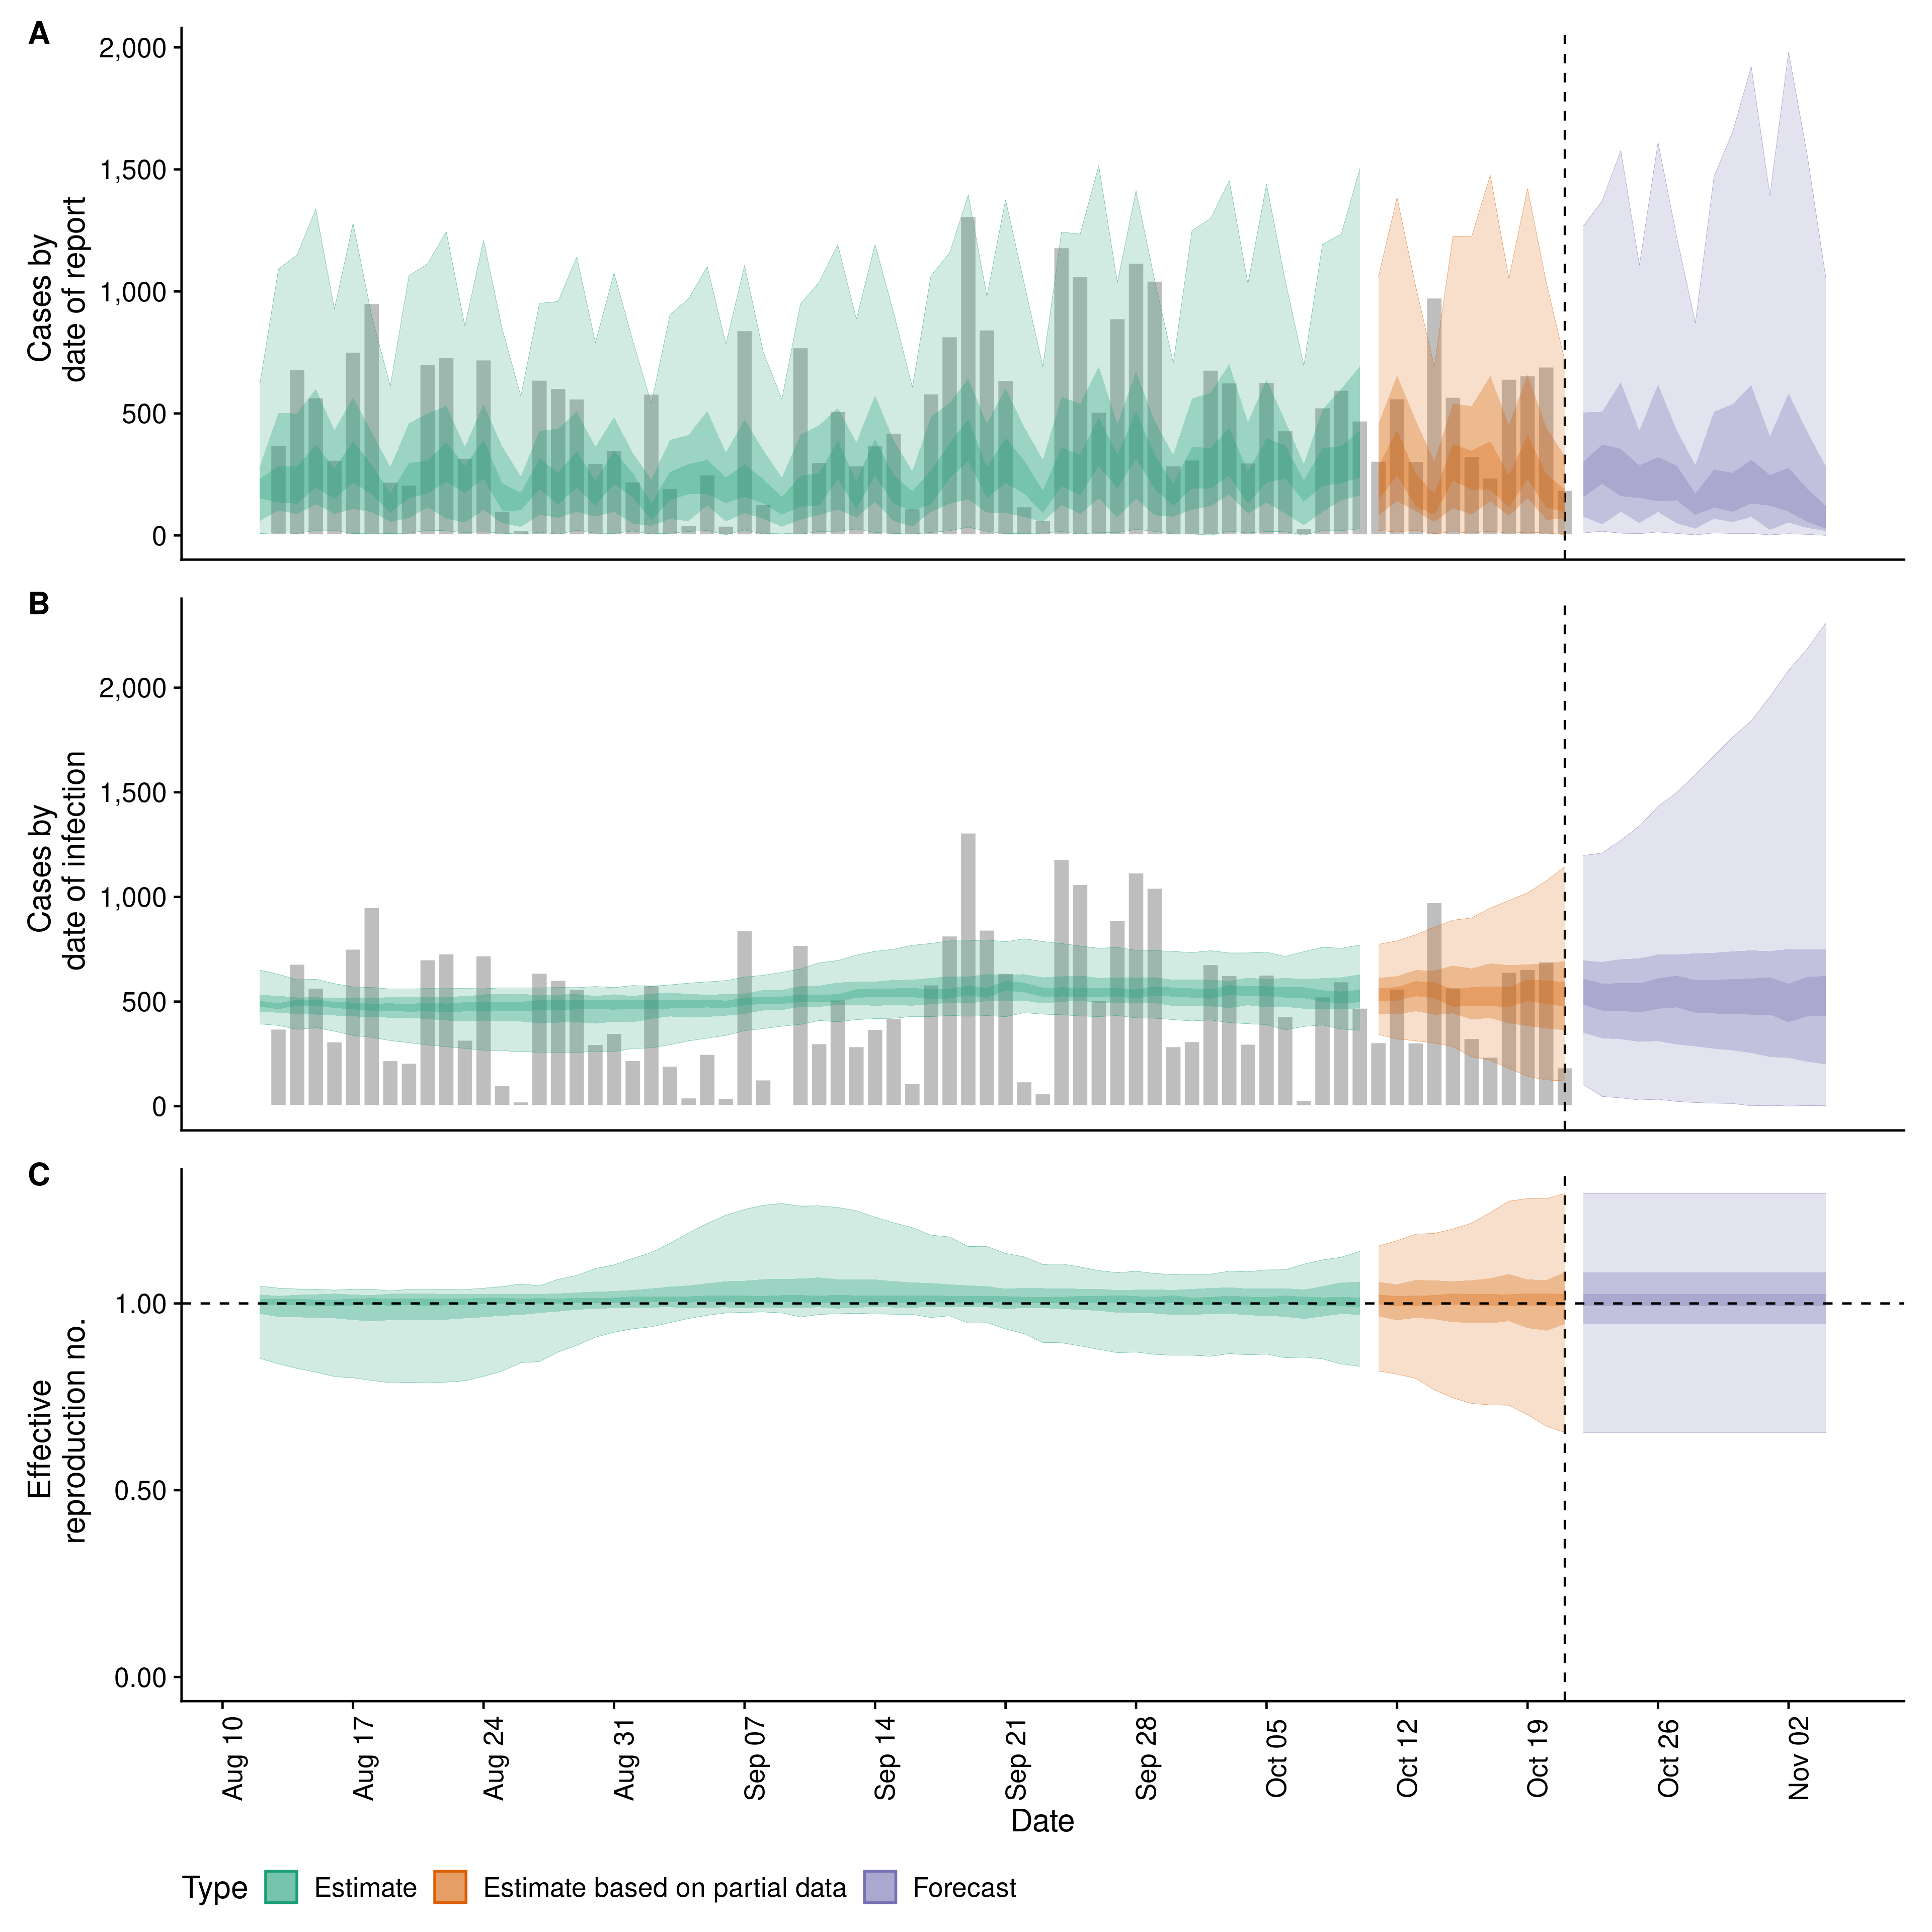 A
Cases by
date of report
2,000
1,500
1,000
500
0
B
Cases by
date of infection
2,000
1,500
1,000
500
0
C
Effective
reproduction no.
1.00
0.50
0.00
Aug 10
Aug 17
Aug 24
Aug 31
Sep 07
Sep 14
Sep 21
Sep 28
Oct 05
Oct 12
Oct 19
Oct 26
Nov 02
Date
Type Estimate Estimate based on partial data Forecast